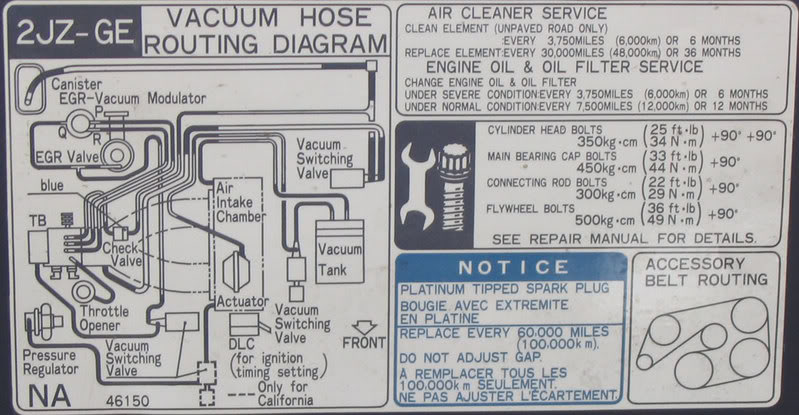 2JZ-GE
VACUUM HOSE
ROUTING DIAGRAM
Canister
EGR-Vacuum Modulator
P
Q
R
EGR Valve
Vacuum
Switching
Valve
blue
TB
Air
Intake
Chamber
Check
Valve
Vacuum
Tank
Throttle
Opener
Actuator
Pressure
Regulator
Vacuum
Switching
Valve
DLC
(for ignition
timing setting)
Vacuum
Switching
Valve
FRONT
Only for
California
NA
46150
AIR CLEANER SERVICE
CLEAN ELEMENT (UNPAVED ROAD ONLY)
:EVERY 3,750MILES (6,000km) OR 6 MONTHS
REPLACE ELEMENT:EVERY 30,000MILES (48,000km) OR 36 MONTHS
ENGINE OIL & OIL FILTER SERVICE
CHANGE ENGINE OIL & OIL FILTER
UNDER SEVERE CONDITION:EVERY 3,750MILES (6,000km) OR 6 MONTHS
UNDER NORMAL CONDITION:EVERY 7,500MILES (12,000km) OR 12 MONTHS
CYLINDER HEAD BOLTS
350kg·cm (25 ft·lb) (34 N·m) +90° +90°
MAIN BEARING CAP BOLTS
450kg·cm (33 ft·lb) (44 N·m) +90°
CONNECTING ROD BOLTS
300kg·cm (22 ft·lb) (29 N·m) +90°
FLYWHEEL BOLTS
500kg·cm (36 ft·lb) (49 N·m) +90°
SEE REPAIR MANUAL FOR DETAILS.
NOTICE
PLATINUM TIPPED SPARK PLUG
BOUGIE AVEC EXTREMITE
EN PLATINE
REPLACE EVERY 60.000 MILES
(100.000km).
DO NOT ADJUST GAP.
A REMPLACER TOUS LES
100.000km SEULEMENT.
NE PAS AJUSTER L'ÉCARTEMENT.
ACCESSORY
BELT ROUTING